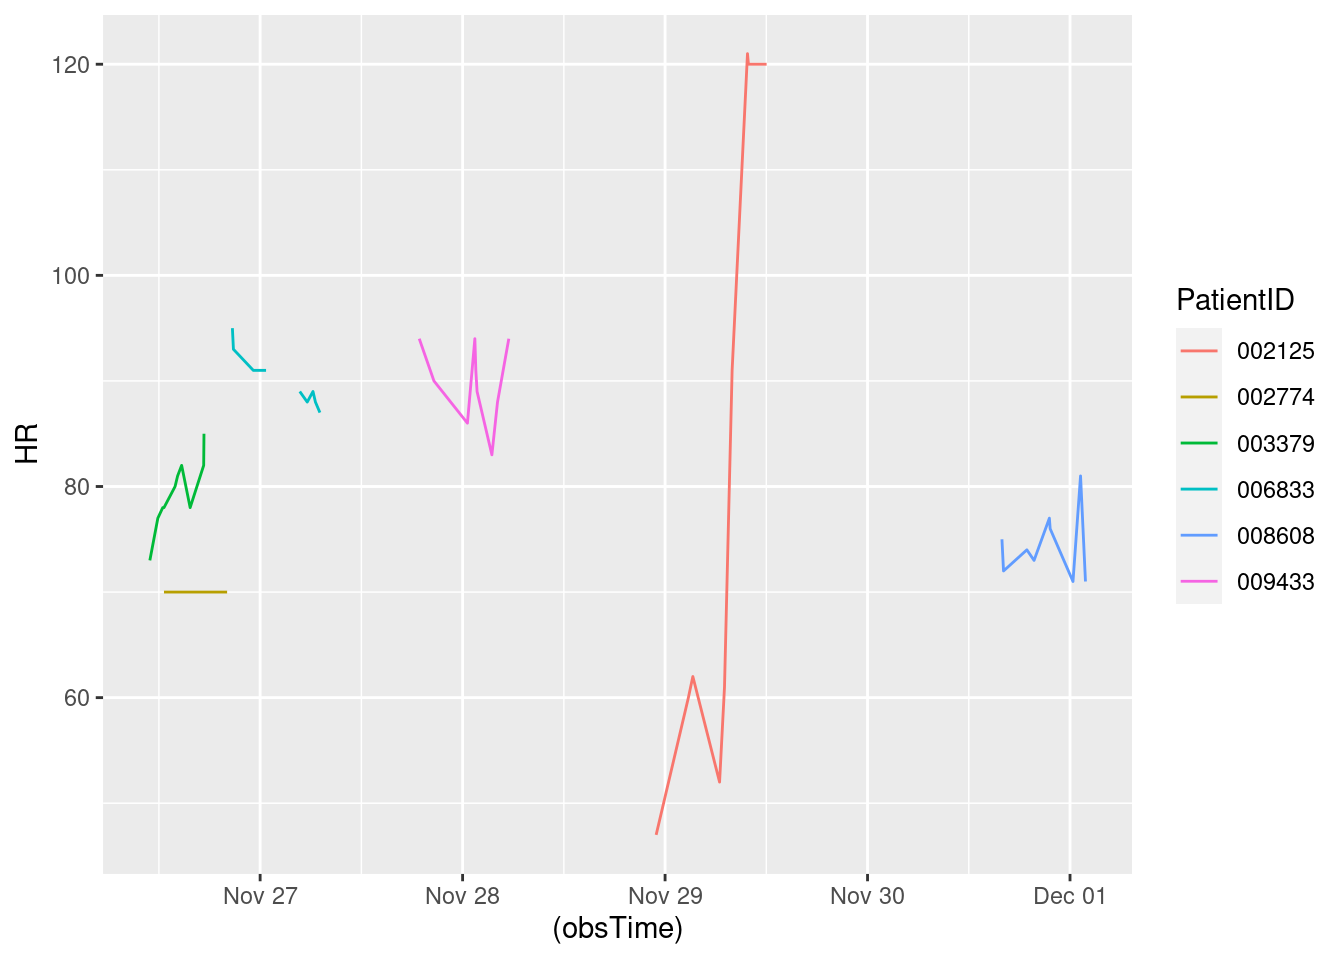 120
100
80
60
HR
Nov 27
Nov 28
Nov 29
Nov 30
Dec 01
(obsTime)
PatientID
002125
002774
003379
006833
008608
009433